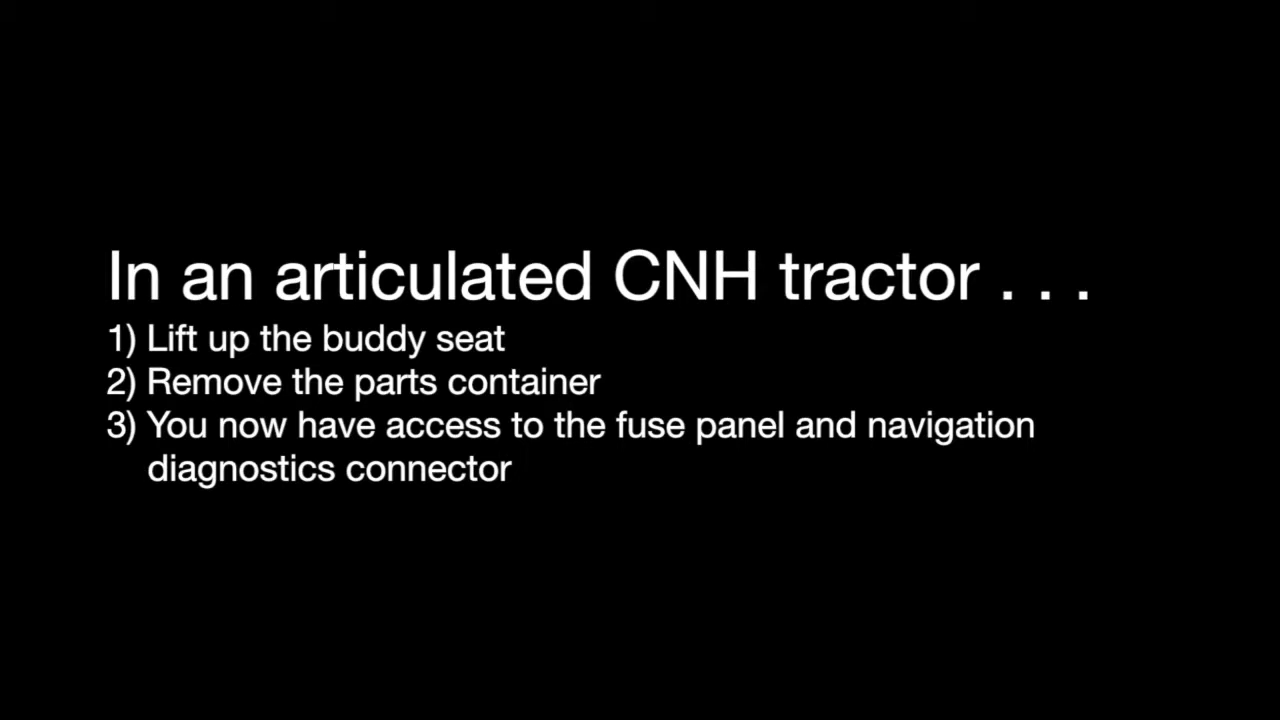 In an articulated CNH tractor . . .
1) Lift up the buddy seat
2) Remove the parts container
3) You now have access to the fuse panel and navigation
diagnostics connector